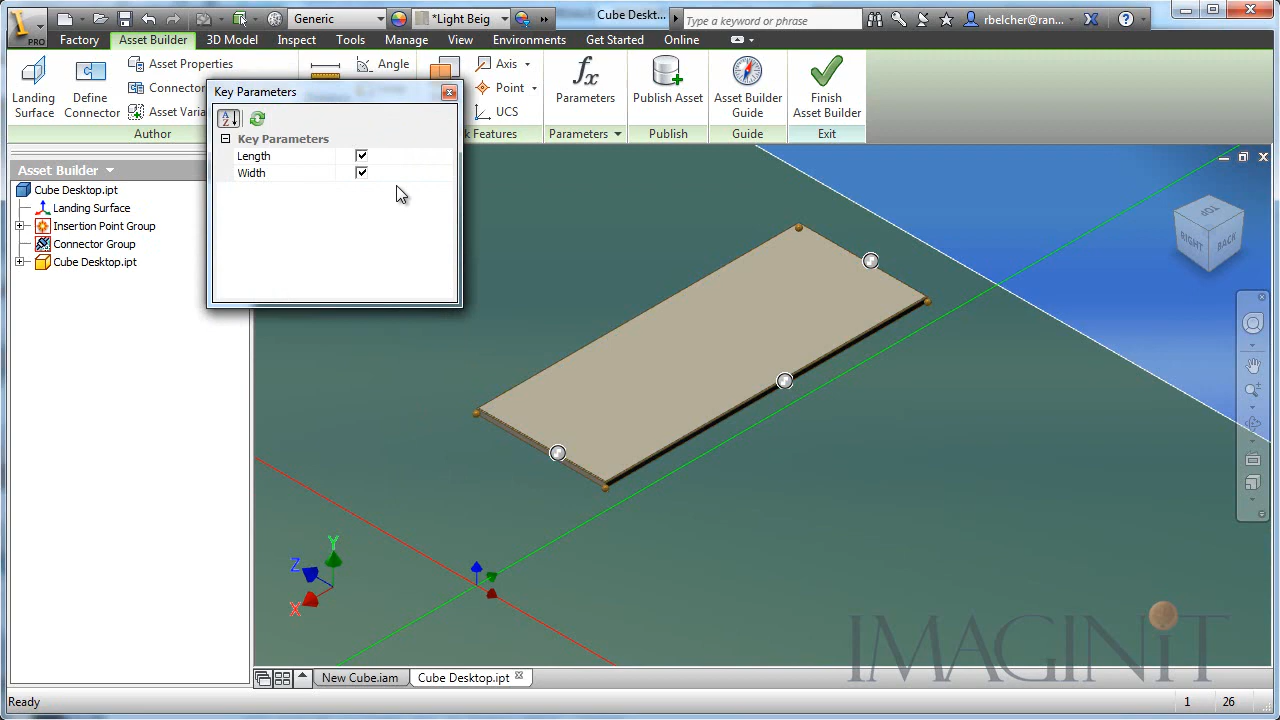 PRO
Generic
*Light Beig
Cube Deskt...
Type a keyword or phrase
rbelcher@ran...
Factory
Asset Builder
3D Model
Inspect
Tools
Manage
View
Environments
Get Started
Online
Landing
Surface
Define
Connector
Asset Properties
Connector
Asset Varia
Author
Angle
Axis
Point
UCS
k Features
Parameters
Parameters
Publish Asset
Publish
Asset Builder
Guide
Guide
Finish
Asset Builder
Exit
Key Parameters
Key Parameters
Length
Width
Asset Builder
Cube Desktop.ipt
Landing Surface
Insertion Point Group
Connector Group
Cube Desktop.ipt
TOP
RIGHT
BACK
Y
Z
X
IMAGINiT
New Cube.iam
Cube Desktop.ipt
Ready
1
26